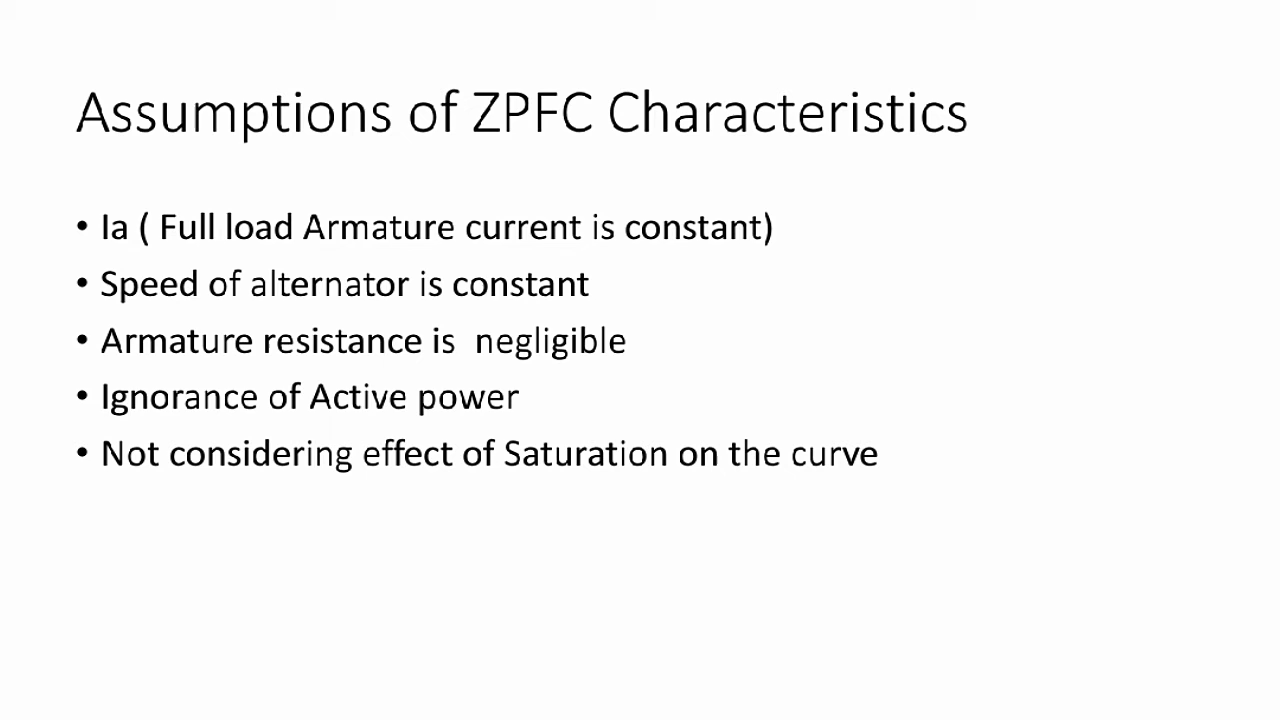 Assumptions of ZPFC Characteristics
• Ia ( Full load Armature current is constant)
• Speed of alternator is constant
• Armature resistance is  negligible
• Ignorance of Active power
• Not considering effect of Saturation on the curve